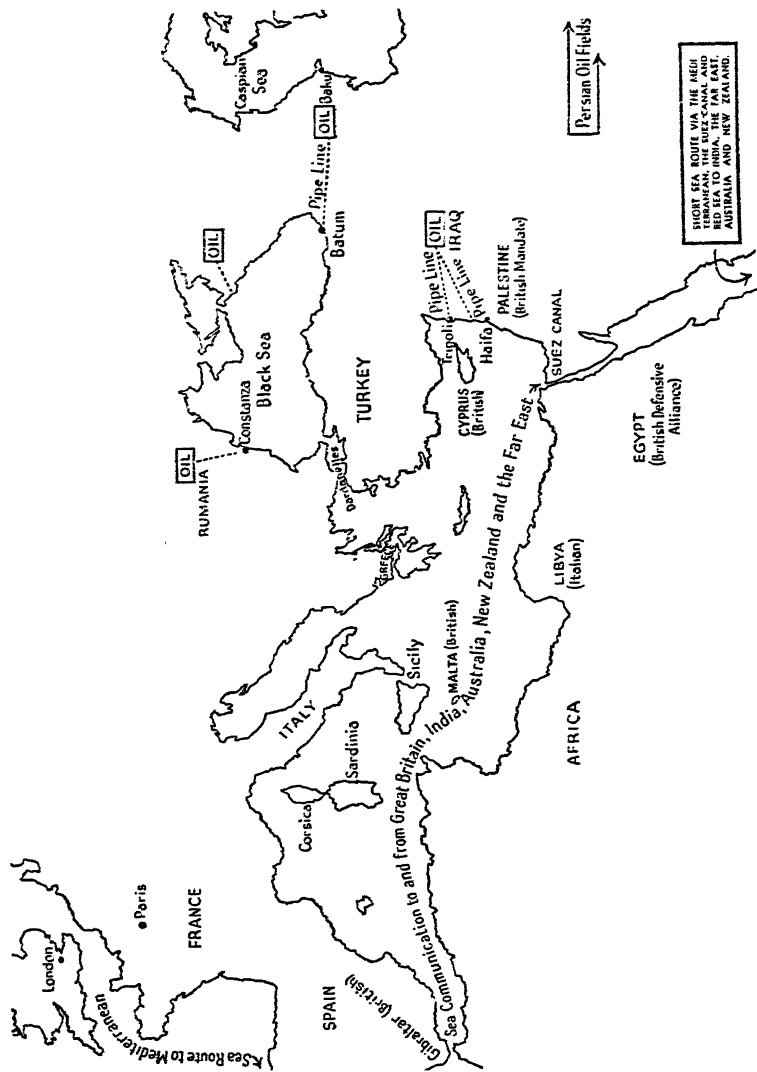 London
Paris
FRANCE
Sea Route to Mediterranean
SPAIN
Gibraltar (British)
Corsica
Sardinia
ITALY
Sicily
MALTA (British)
Sea Communication to and from Great Britain, India, Australia, New Zealand and the Far East
AFRICA
LIBYA
(Italian)
GREECE
Dardanelles
RUMANIA
OIL
Constanza
Black Sea
OIL
TURKEY
Batum
Pipe Line
OIL
Baku
Caspian
Sea
CYPRUS
(British)
Tripolis
Pipe Line
OIL
Pipe Line
IRAQ
Haifa
PALESTINE
(British Mandate)
SUEZ CANAL
EGYPT
(British Defensive
Alliance)
Persian Oil Fields
SHORT SEA ROUTE VIA THE MEDI
TERRANEAN, THE SUEZ-CANAL AND
RED SEA TO INDIA, THE FAR EAST,
AUSTRALIA AND NEW ZEALAND.